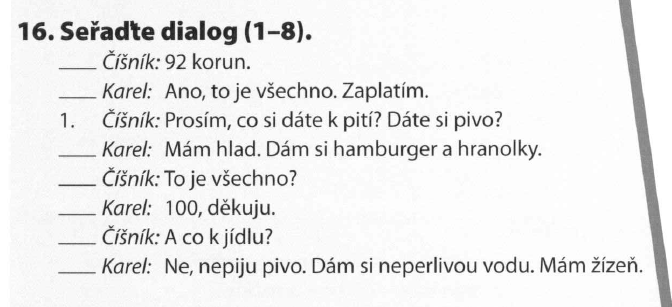 16. Seřaďte dialog (1–8).
____ Číšník: 92 korun.
____ Karel: Ano, to je všechno. Zaplatím.
1. Číšník: Prosím, co si dáte k pití? Dáte si pivo?
____ Karel: Mám hlad. Dám si hamburger a hranolky.
____ Číšník: To je všechno?
____ Karel: 100, děkuju.
____ Číšník: A co k jídlu?
____ Karel: Ne, nepiju pivo. Dám si neperlivou vodu. Mám žízeň.